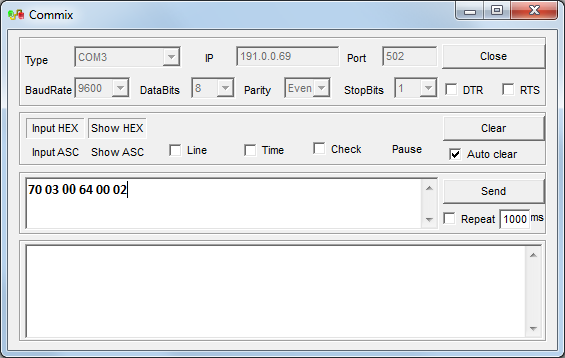 Commix
Type COM3 IP 191.0.0.69 Port 502 Close
BaudRate 9600 DataBits 8 Parity Even StopBits 1 DTR RTS
Input HEX Show HEX Clear
Input ASC Show ASC Line Time Check Pause Auto clear
70 03 00 64 00 02 Send
Repeat 1000 ms